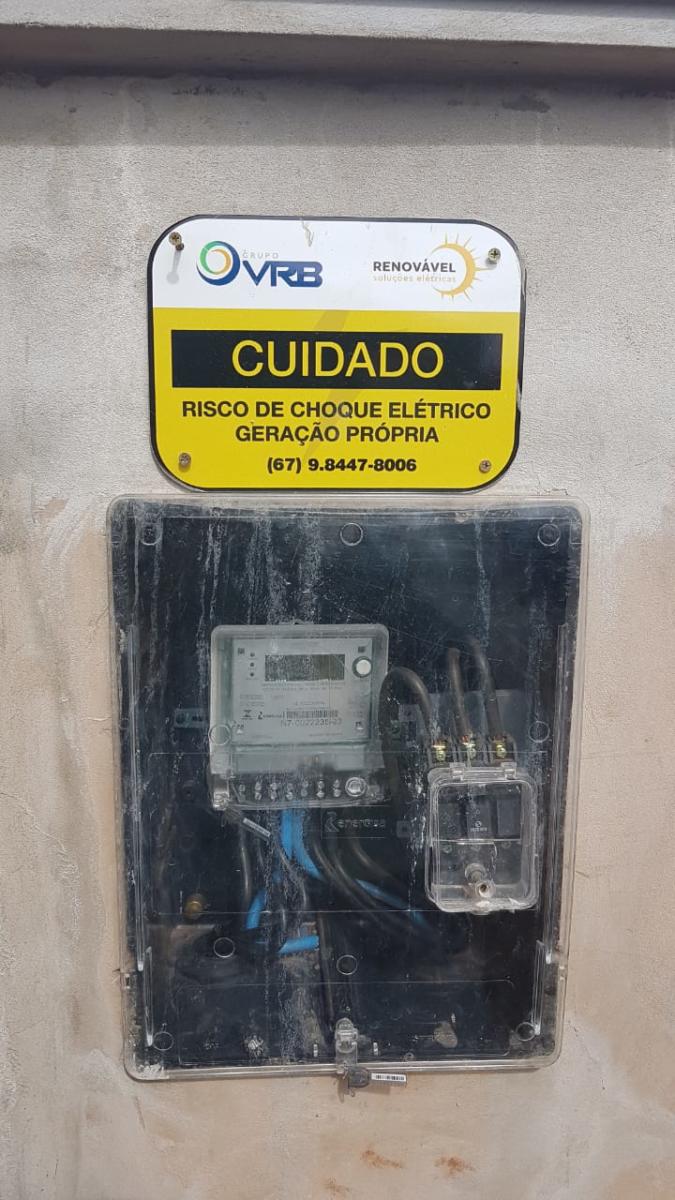 GRUPO
VRB
RENOVÁVEL
soluções elétricas
CUIDADO
RISCO DE CHOQUE ELÉTRICO
GERAÇÃO PRÓPRIA
(67) 9.8447-8006
energisa